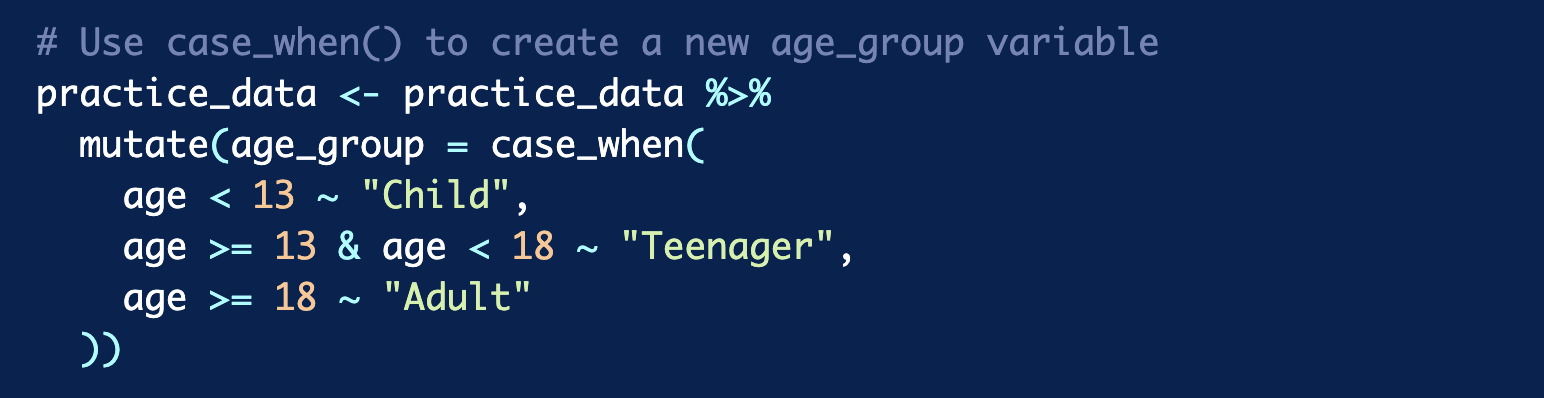 # Use case_when() to create a new age_group variable
practice_data <- practice_data %>%
  mutate(age_group = case_when(
    age < 13 ~ "Child",
    age >= 13 & age < 18 ~ "Teenager",
    age >= 18 ~ "Adult"
  ))